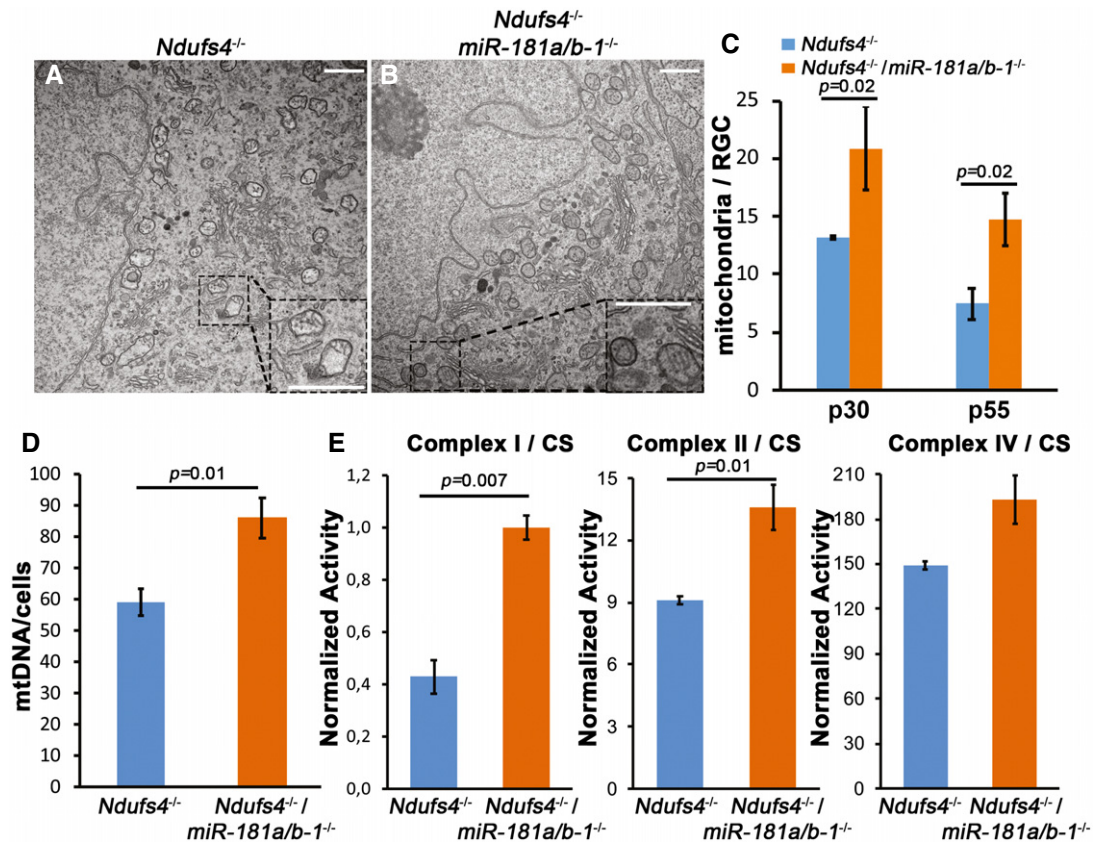 Ndufs4-/-
Ndufs4-/-
miR-181a/b-1-/-
A
B
C
Ndufs4-/-
Ndufs4-/-/miR-181a/b-1-/-
mitochondria / RGC
25
20
15
10
5
0
p=0.02
p=0.02
p30
p55
D
mtDNA/cells
100
90
80
70
60
50
40
30
20
10
0
p=0.01
Ndufs4-/-
Ndufs4-/-/
miR-181a/b-1-/-
E
Complex I / CS
Normalized Activity
1,2
1,0
0,8
0,6
0,4
0,2
0,0
p=0.007
Ndufs4-/-
Ndufs4-/-/
miR-181a/b-1-/-
Complex II / CS
Normalized Activity
15
12
9
6
3
0
p=0.01
Ndufs4-/-
Ndufs4-/-/
miR-181a/b-1-/-
Complex IV / CS
Normalized Activity
210
180
150
120
90
60
30
0
Ndufs4-/-
Ndufs4-/-/
miR-181a/b-1-/-